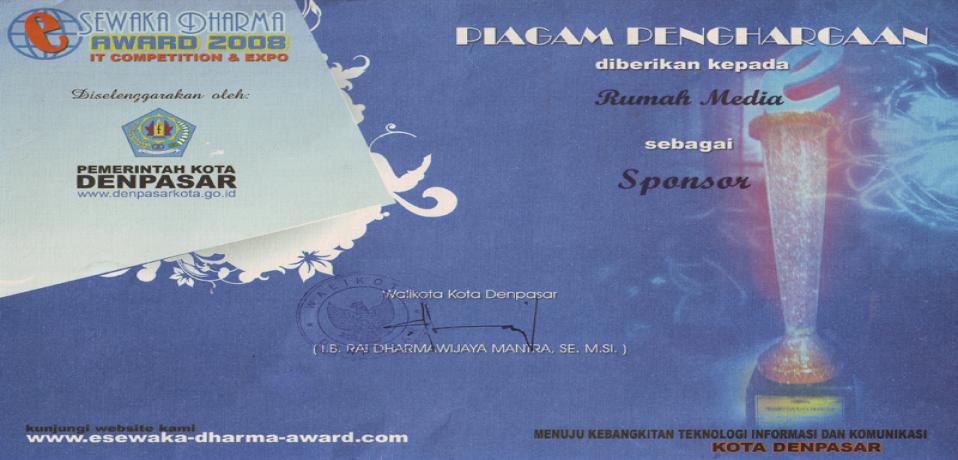 SEWAKA DHARMA
AWARD 2008
IT COMPETITION & EXPO
Diselenggarakan oleh:
PEMERINTAH KOTA
DENPASAR
www.denpasarkota.go.id
PIAGAM PENGHARGAAN
diberikan kepada
Rumah Media
sebagai
Sponsor
WALIKOTA
Walikota Kota Denpasar
( I.B. RAI DHARMAWIJAYA MANTRA, SE. M.SI. )
kunjungi website kami
www.esewaka-dharma-award.com
MENUJU KEBANGKITAN TEKNOLOGI INFORMASI DAN KOMUNIKASI
KOTA DENPASAR